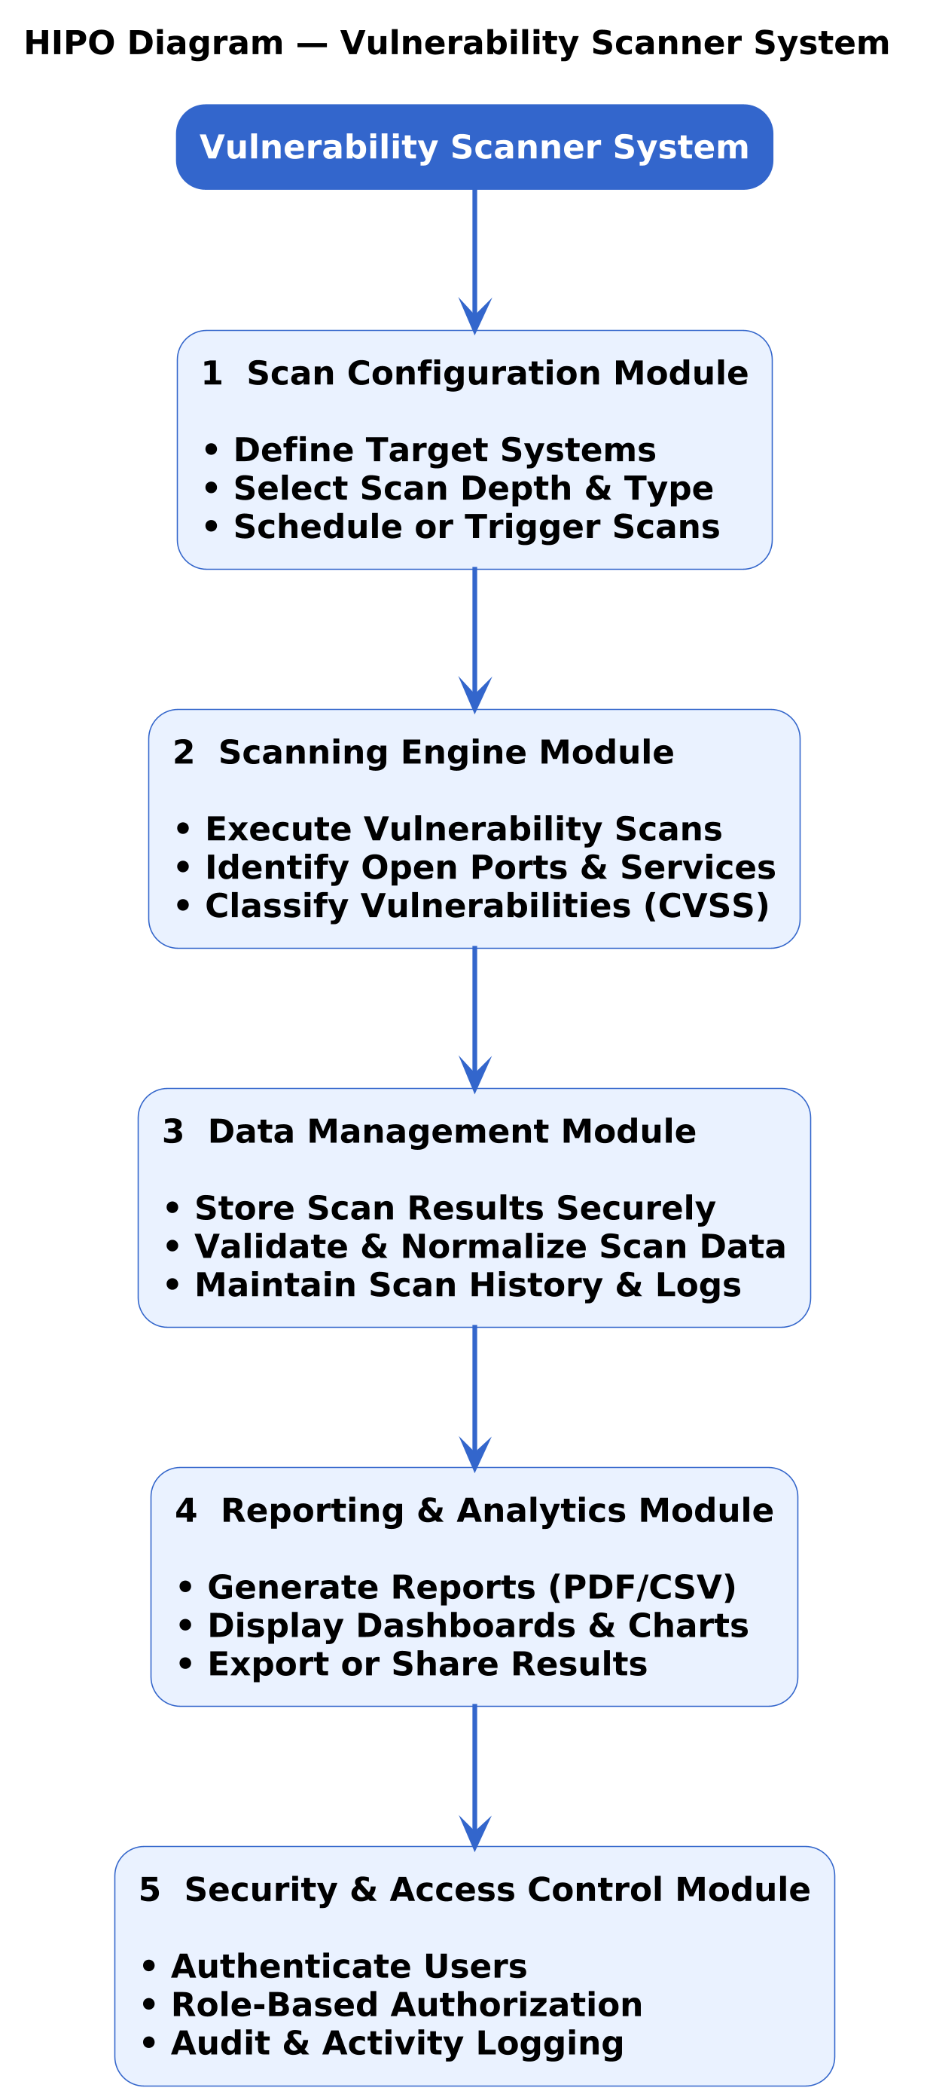 HIPO Diagram — Vulnerability Scanner System
Vulnerability Scanner System
1  Scan Configuration Module
• Define Target Systems
• Select Scan Depth & Type
• Schedule or Trigger Scans
2  Scanning Engine Module
• Execute Vulnerability Scans
• Identify Open Ports & Services
• Classify Vulnerabilities (CVSS)
3  Data Management Module
• Store Scan Results Securely
• Validate & Normalize Scan Data
• Maintain Scan History & Logs
4  Reporting & Analytics Module
• Generate Reports (PDF/CSV)
• Display Dashboards & Charts
• Export or Share Results
5  Security & Access Control Module
• Authenticate Users
• Role-Based Authorization
• Audit & Activity Logging